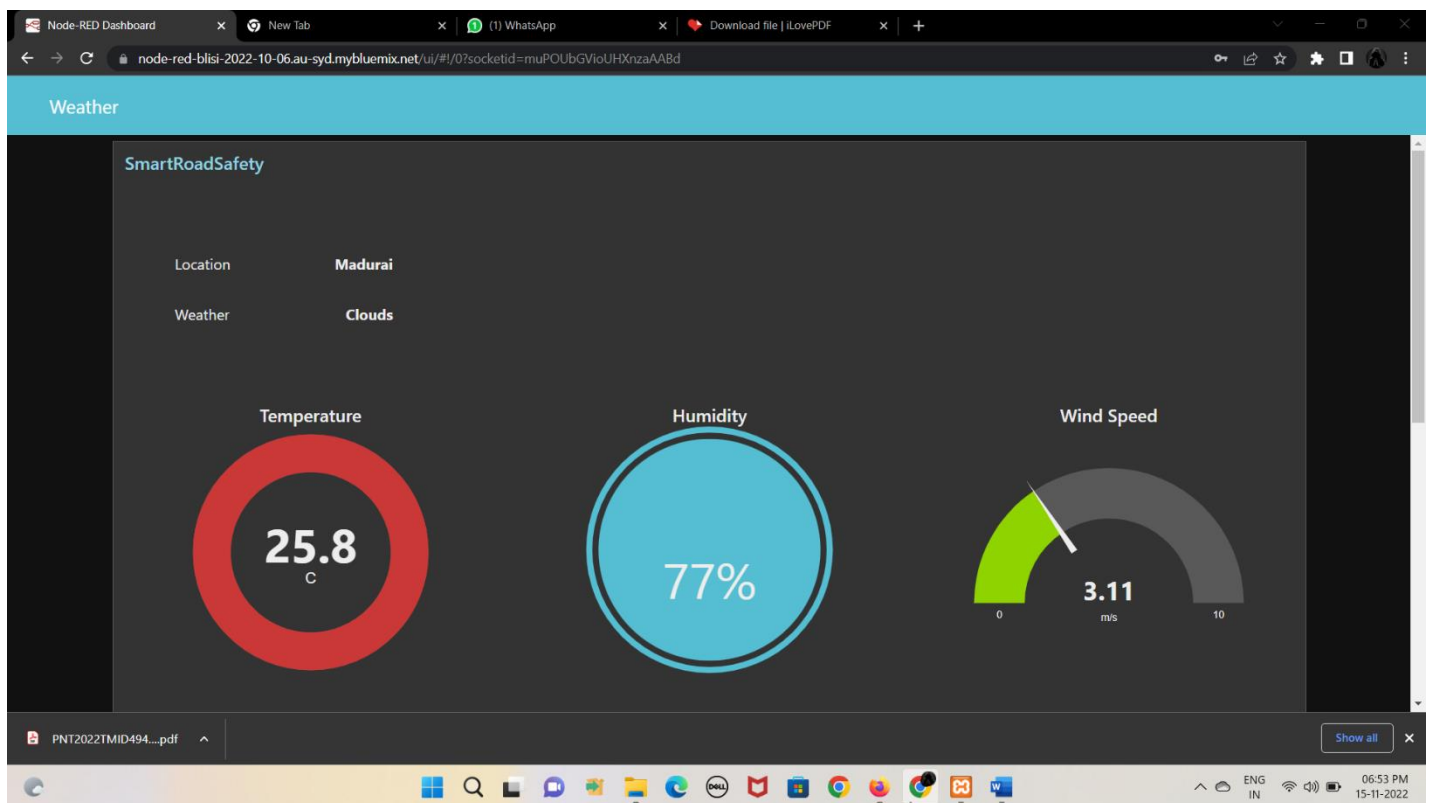 Node-RED Dashboard
New Tab
(1) WhatsApp
Download file | iLovePDF
node-red-blisi-2022-10-06.au-syd.mybluemix.net/ui/#!/0?socketid=muPOUbGVioUHXnzaAABd
Weather
SmartRoadSafety
Location Madurai
Weather Clouds
Temperature Humidity Wind Speed
25.8
C
77%
3.11
0 m/s 10
PNT2022TMID494....pdf
Show all
DELL
ENG
IN
06:53 PM
15-11-2022